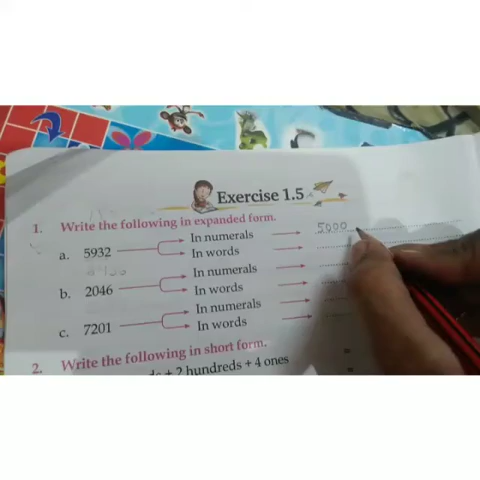 Exercise 1.5
1. Write the following in expanded form.
In numerals 5000
a. 5932
In words
In numerals
b. 2046
In words
In numerals
c. 7201
In words
2. Write the following in short form.
+ 2 hundreds + 4 ones